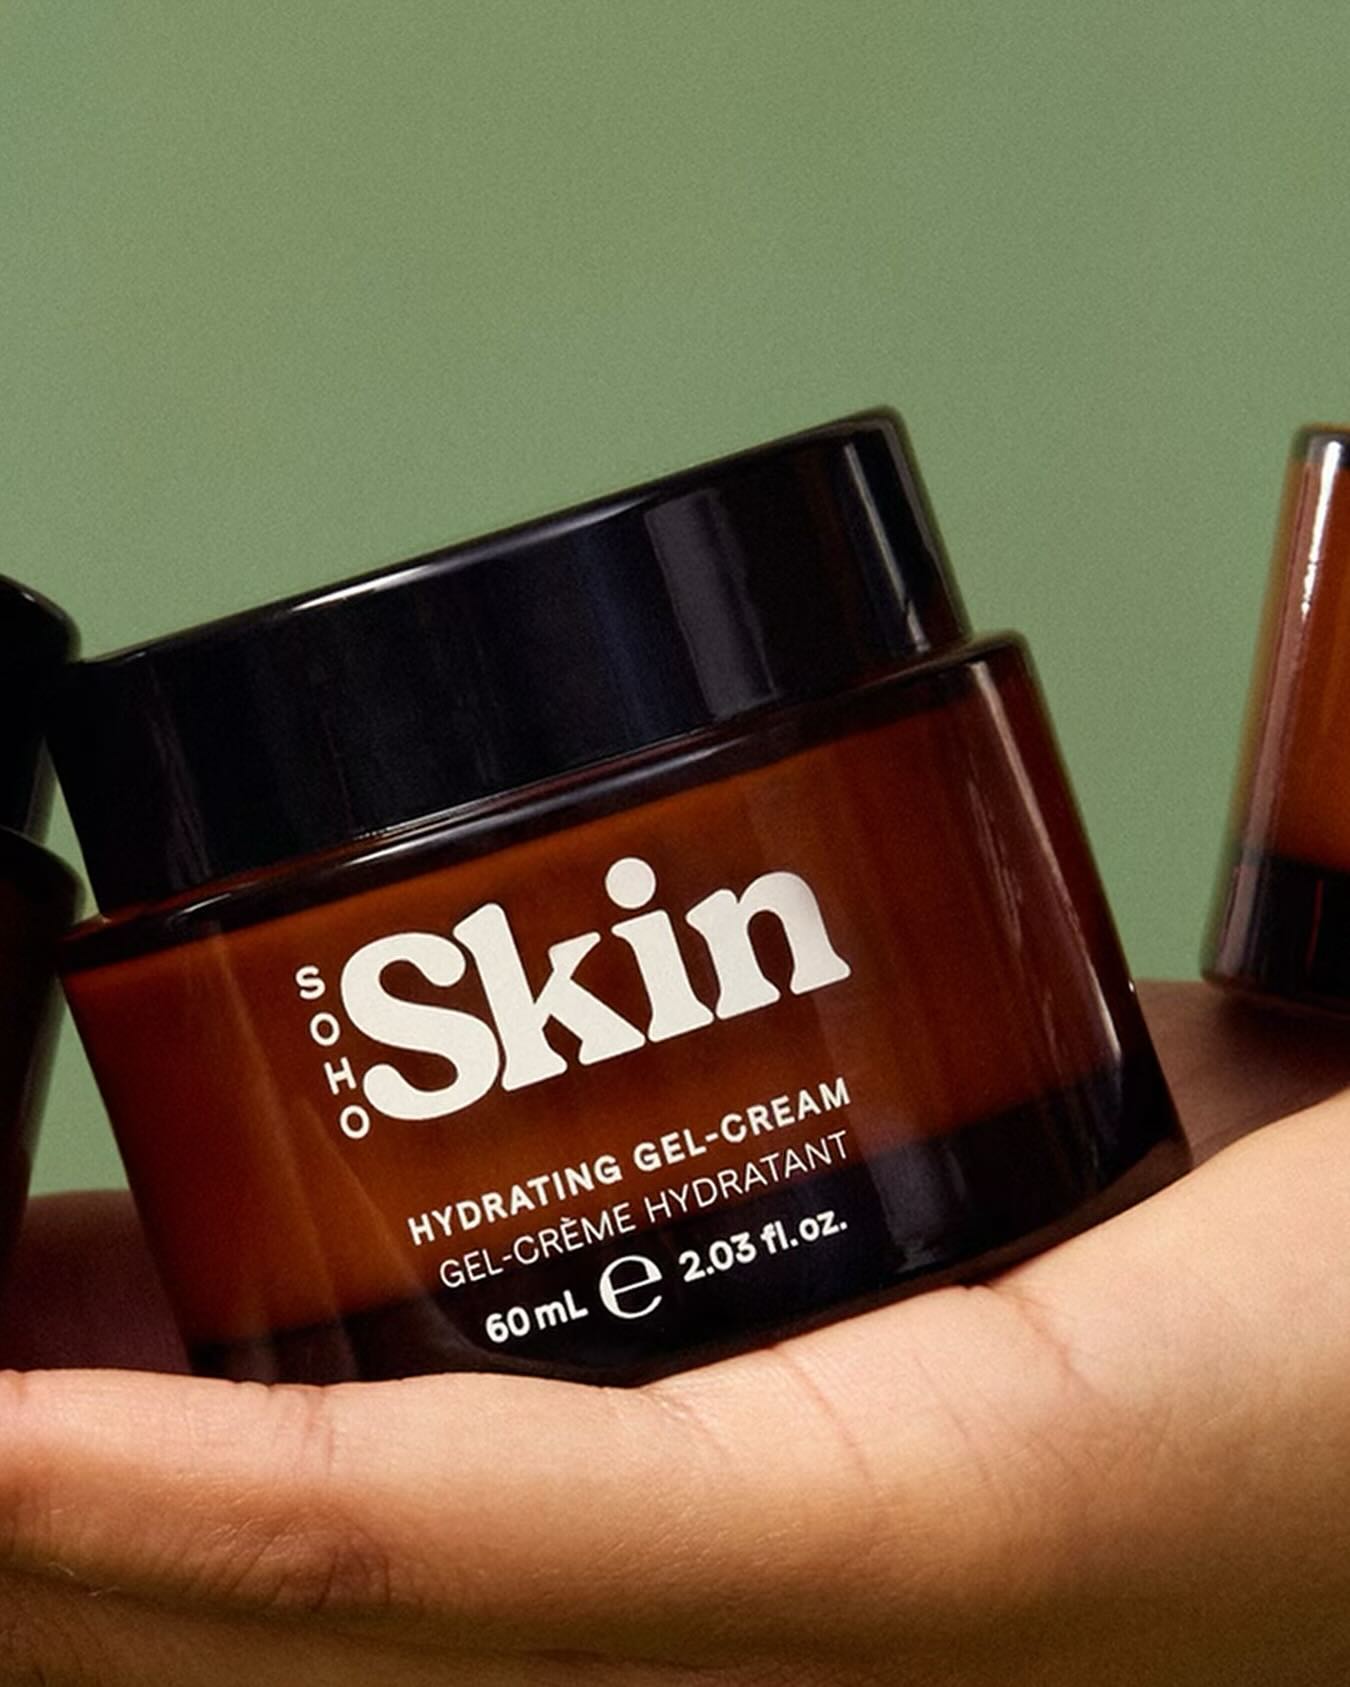 SOHO
Skin
HYDRATING GEL-CREAM
GEL-CRÈME HYDRATANT
60 mL ℮ 2.03 fl.oz.